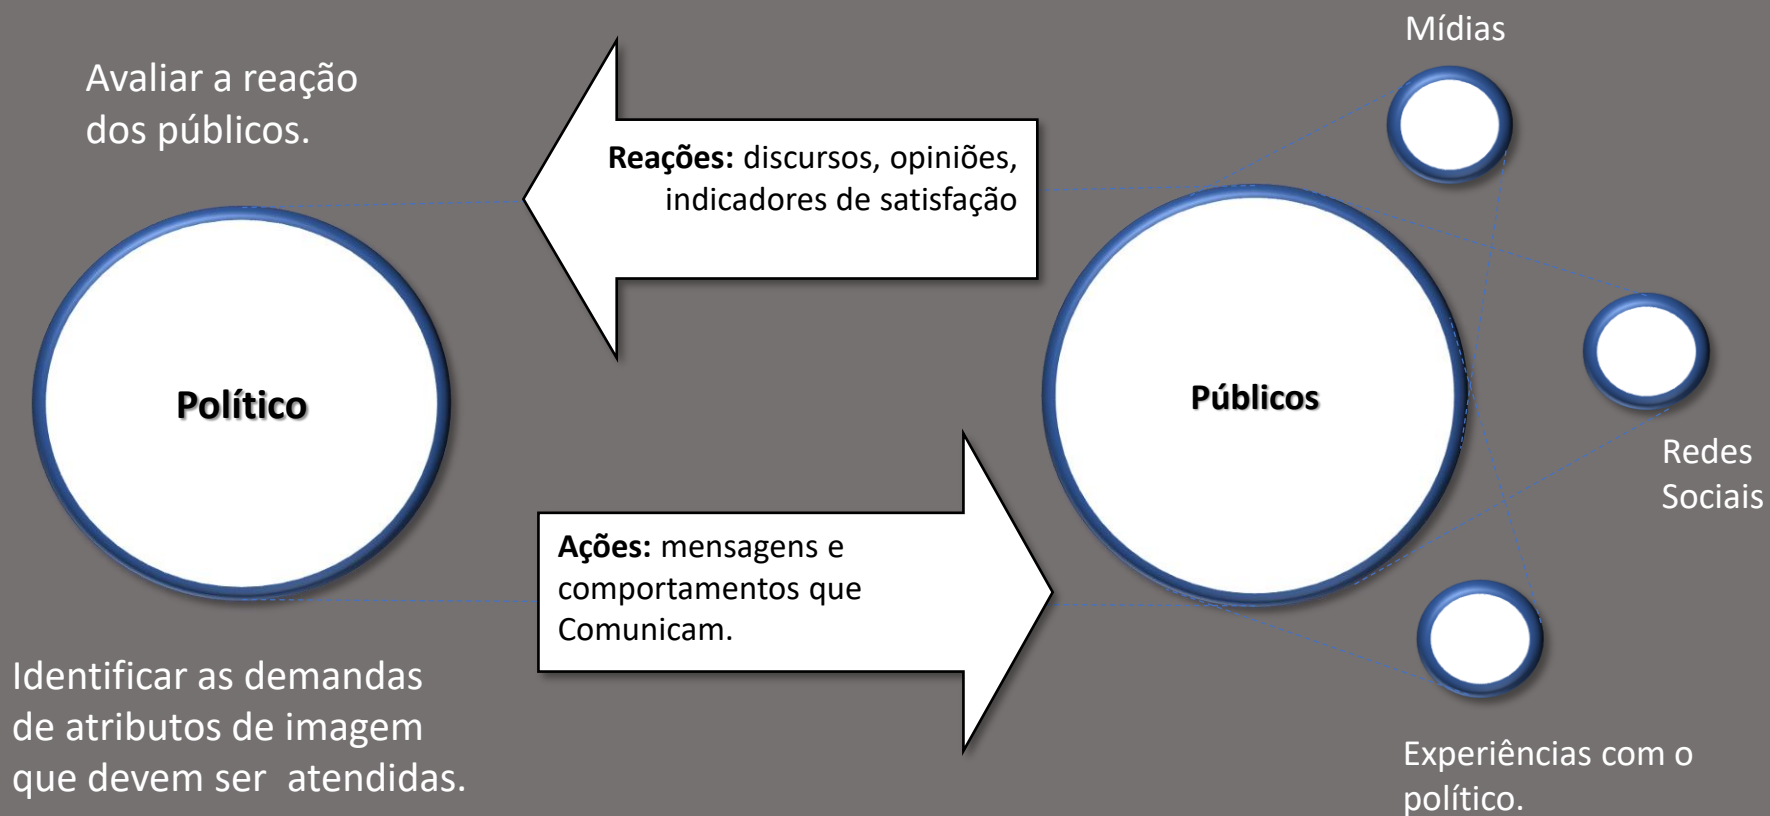 Mídias
Avaliar a reação
dos públicos.
Reações: discursos, opiniões,
indicadores de satisfação
Político
Públicos
Redes
Sociais
Ações: mensagens e
comportamentos que
Comunicam.
Identificar as demandas
de atributos de imagem
que devem ser  atendidas.
Experiências com o
político.